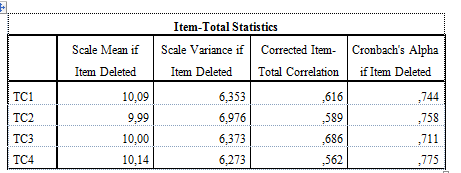 Item-Total Statistics
Scale Mean if Item Deleted Scale Variance if Item Deleted Corrected Item-Total Correlation Cronbach's Alpha if Item Deleted
TC1 10,09 6,353 ,616 ,744
TC2 9,99 6,976 ,589 ,758
TC3 10,00 6,373 ,686 ,711
TC4 10,14 6,273 ,562 ,775